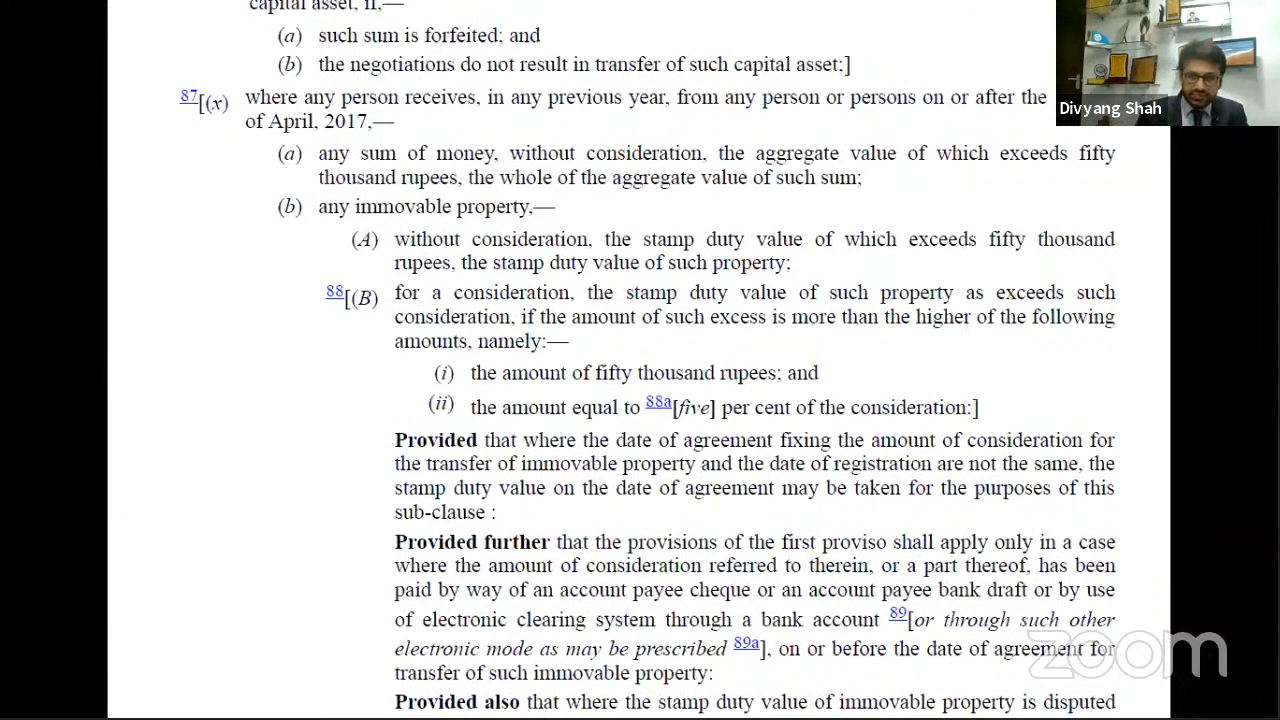 capital asset, if,—
(a) such sum is forfeited; and
(b) the negotiations do not result in transfer of such capital asset;]
87[(x) where any person receives, in any previous year, from any person or persons on or after the
of April, 2017,—
(a) any sum of money, without consideration, the aggregate value of which exceeds fifty
thousand rupees, the whole of the aggregate value of such sum;
(b) any immovable property,—
(A) without consideration, the stamp duty value of which exceeds fifty thousand
rupees, the stamp duty value of such property;
88[(B) for a consideration, the stamp duty value of such property as exceeds such
consideration, if the amount of such excess is more than the higher of the following
amounts, namely:—
(i) the amount of fifty thousand rupees; and
(ii) the amount equal to 88a[five] per cent of the consideration:]
Provided that where the date of agreement fixing the amount of consideration for
the transfer of immovable property and the date of registration are not the same, the
stamp duty value on the date of agreement may be taken for the purposes of this
sub-clause :
Provided further that the provisions of the first proviso shall apply only in a case
where the amount of consideration referred to therein, or a part thereof, has been
paid by way of an account payee cheque or an account payee bank draft or by use
of electronic clearing system through a bank account 89[or through such other
electronic mode as may be prescribed 89a], on or before the date of agreement for
transfer of such immovable property:
Provided also that where the stamp duty value of immovable property is disputed
Divyang Shah
zoom